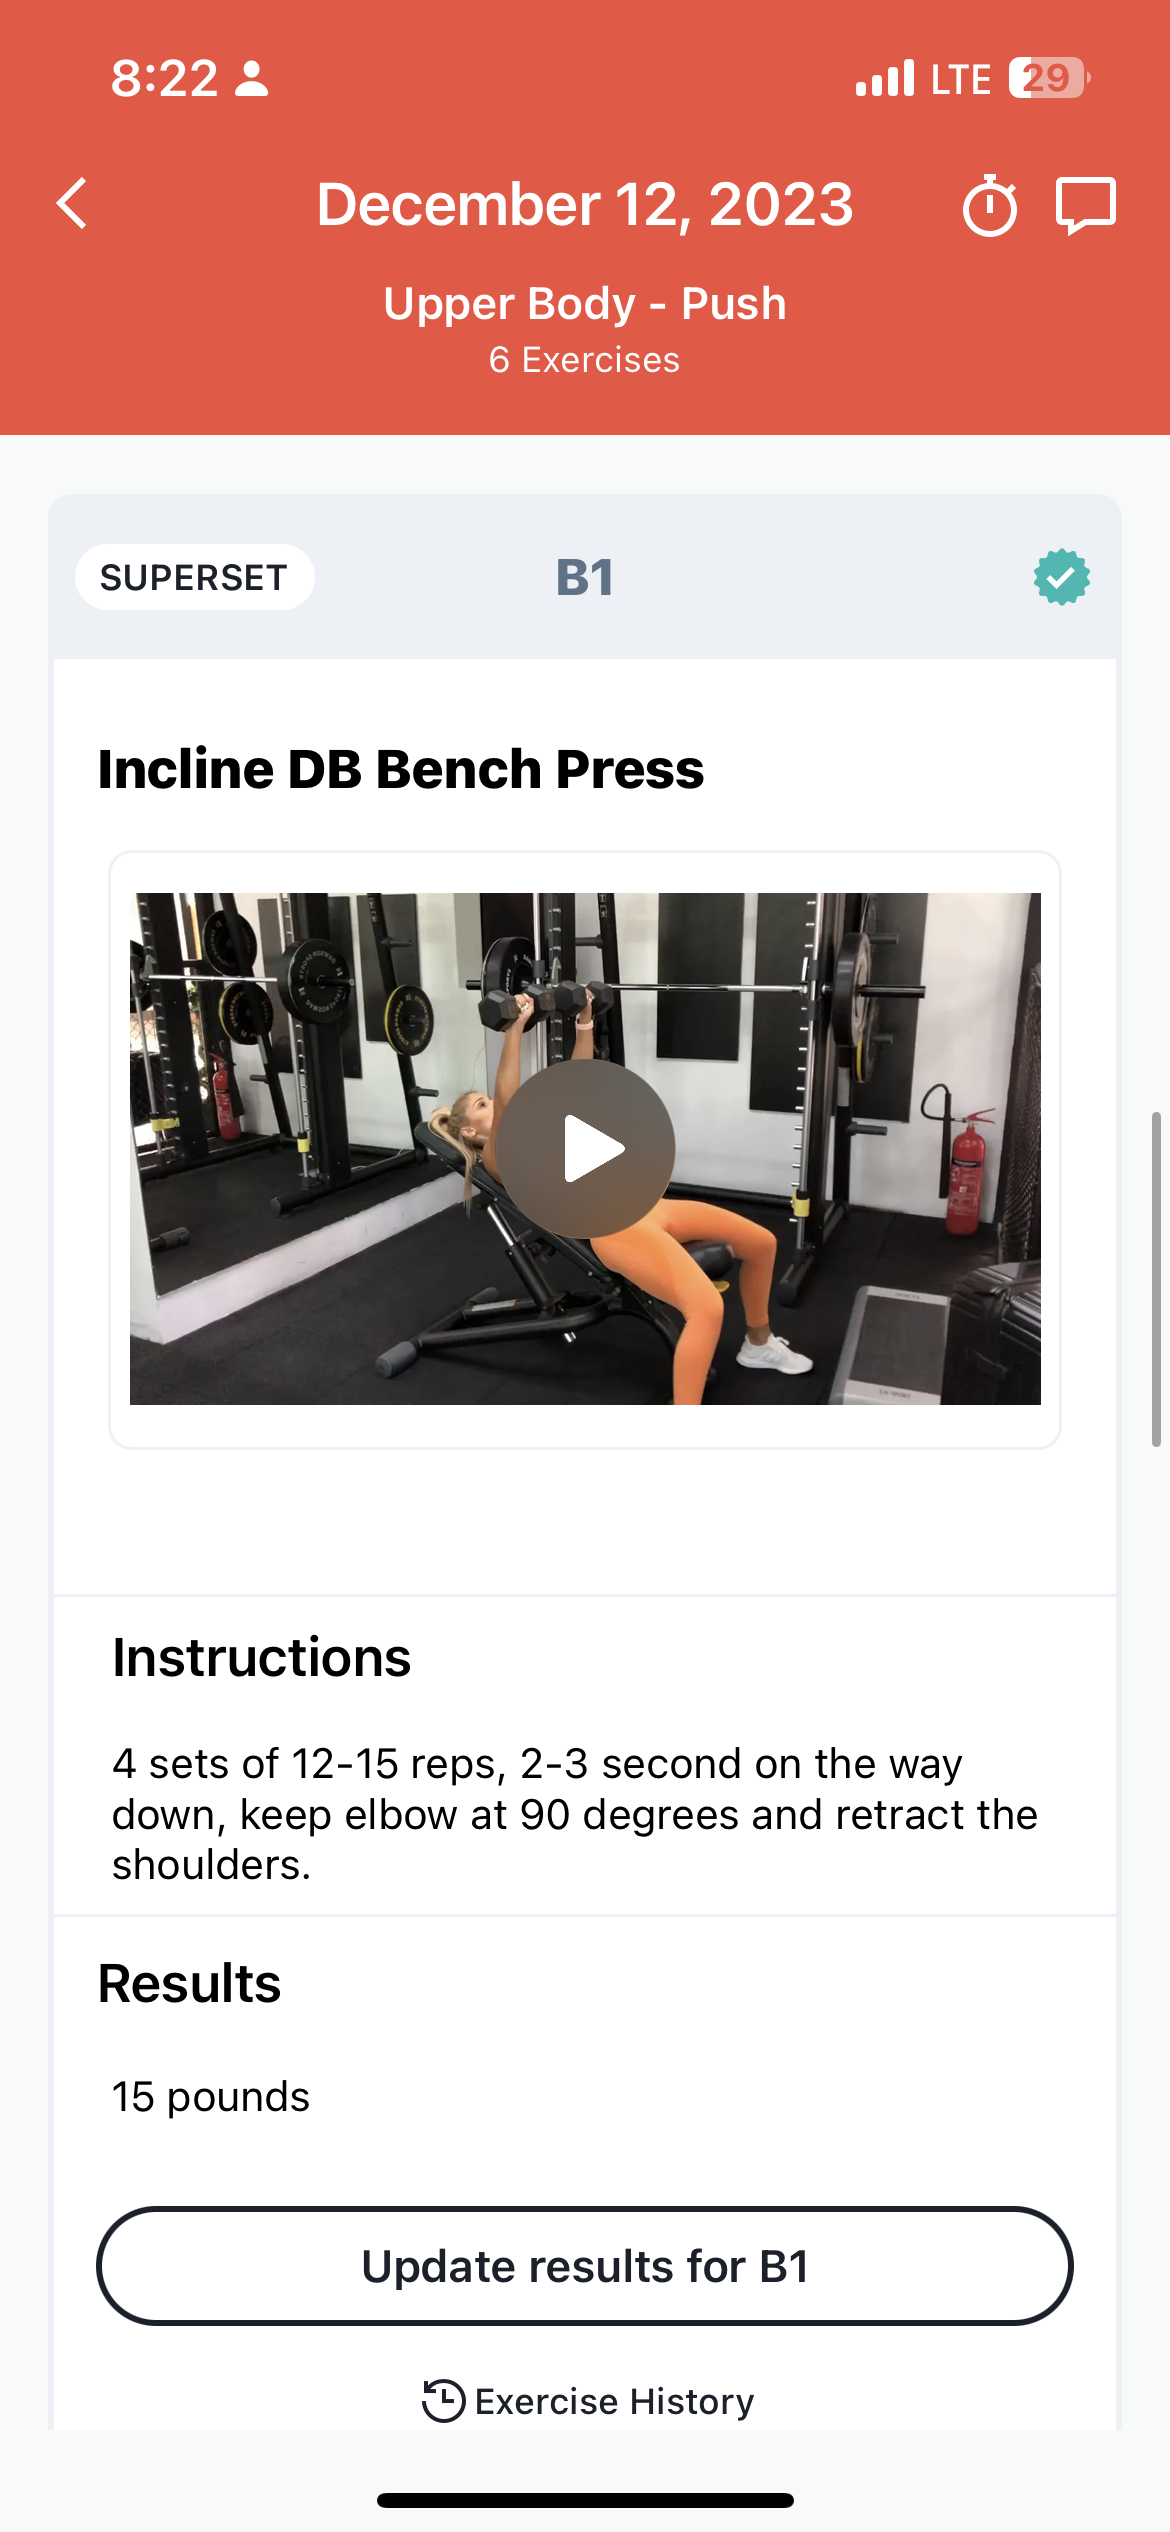 8:22
LTE 29
December 12, 2023
Upper Body - Push
6 Exercises
SUPERSET
B1
Incline DB Bench Press
Instructions
4 sets of 12-15 reps, 2-3 second on the way
down, keep elbow at 90 degrees and retract the
shoulders.
Results
15 pounds
Update results for B1
Exercise History